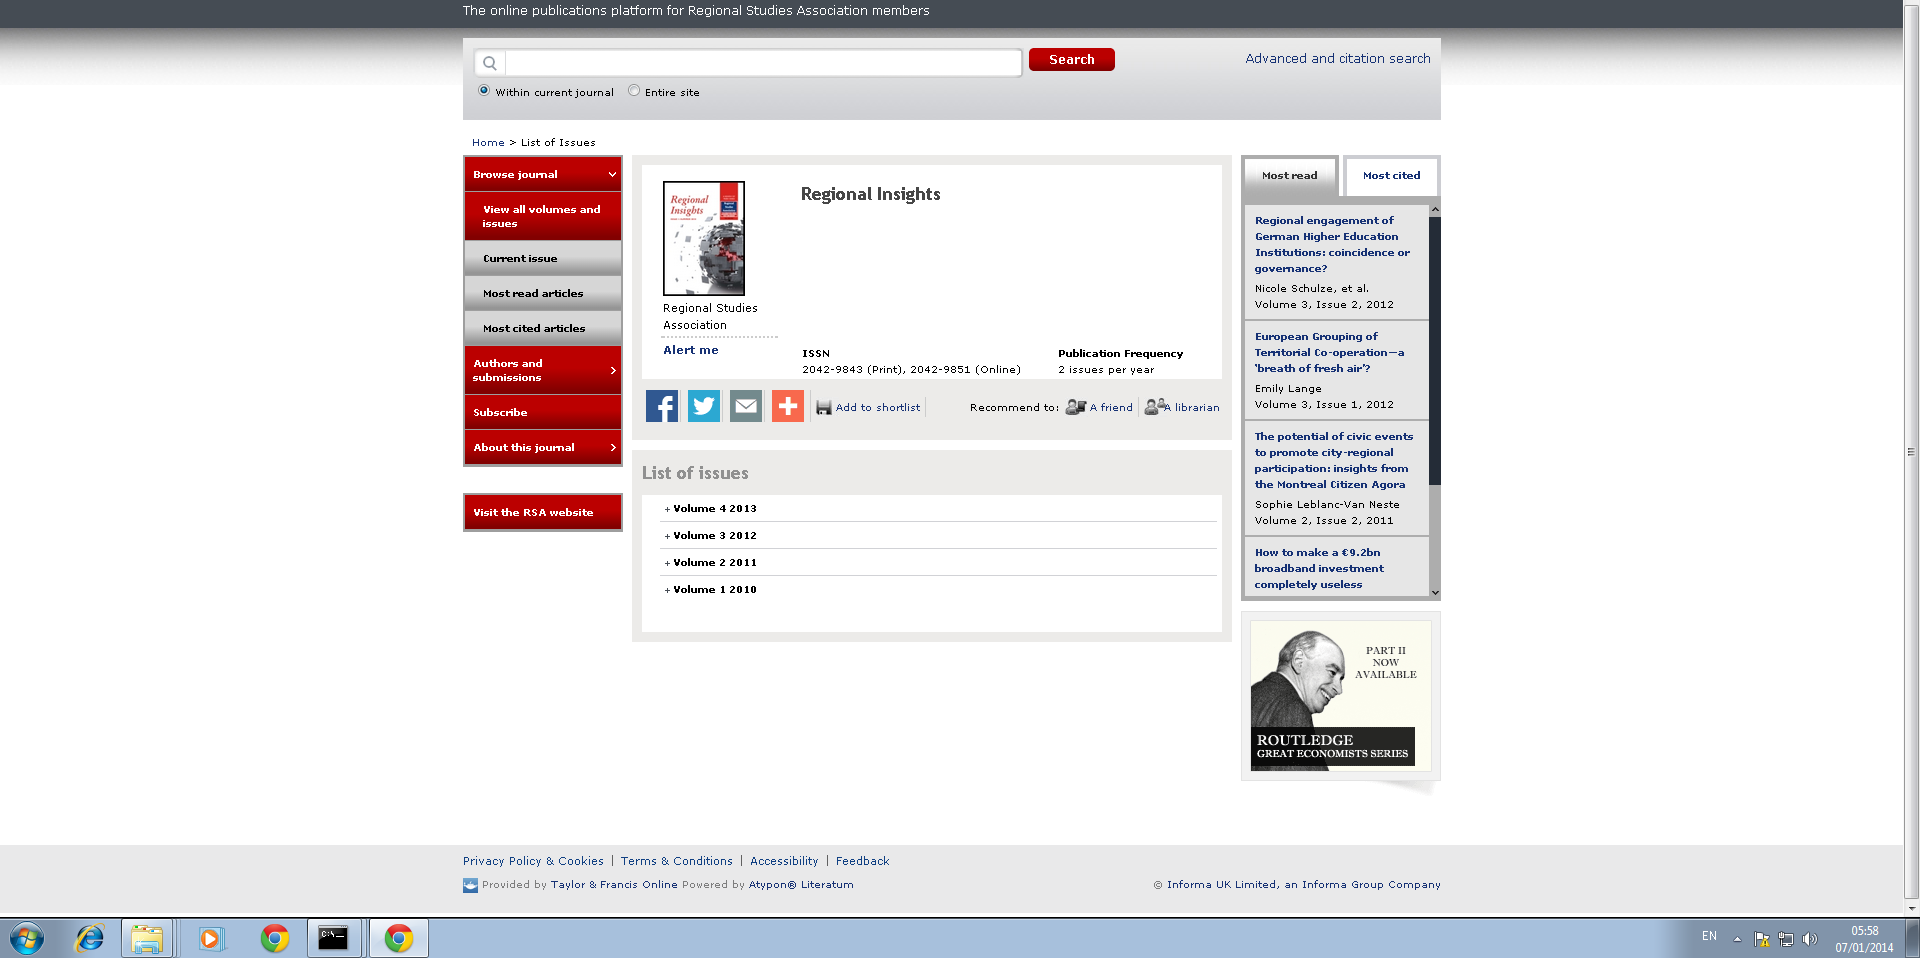 The online publications platform for Regional Studies Association members
Search
Advanced and citation search
Within current journal
Entire site
Home > List of Issues
Browse journal
View all volumes and
issues
Current issue
Most read articles
Most cited articles
Authors and
submissions
Subscribe
About this journal
Visit the RSA website
Regional
Insights
Regional Insights
Regional Studies
Association
Alert me
ISSN
2042-9843 (Print), 2042-9851 (Online)
Publication Frequency
2 issues per year
Add to shortlist
Recommend to:
A friend
A librarian
List of issues
+ Volume 4 2013
+ Volume 3 2012
+ Volume 2 2011
+ Volume 1 2010
Most read
Most cited
Regional engagement of
German Higher Education
Institutions: coincidence or
governance?
Nicole Schulze, et al.
Volume 3, Issue 2, 2012
European Grouping of
Territorial Co-operation—a
‘breath of fresh air’?
Emily Lange
Volume 3, Issue 1, 2012
The potential of civic events
to promote city-regional
participation: insights from
the Montreal Citizen Agora
Sophie Leblanc-Van Neste
Volume 2, Issue 2, 2011
How to make a €9.2bn
broadband investment
completely useless
PART II
NOW
AVAILABLE
ROUTLEDGE
GREAT ECONOMISTS SERIES
Privacy Policy & Cookies | Terms & Conditions | Accessibility | Feedback
Provided by Taylor & Francis Online Powered by Atypon® Literatum
© Informa UK Limited, an Informa Group Company
C:\_
EN
05:58
07/01/2014